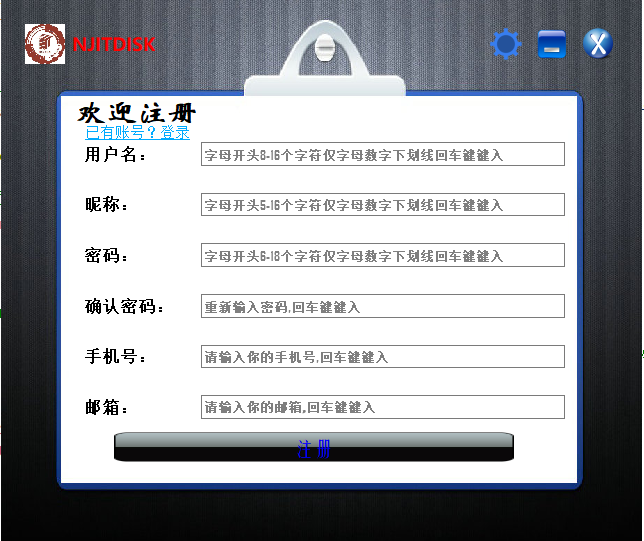 NJITDISK
欢迎注册
已有账号？登录
用户名： 字母开头8-16个字符仅字母数字下划线回车键键入
昵称： 字母开头5-16个字符仅字母数字下划线回车键键入
密码： 字母开头6-18个字符仅字母数字下划线回车键键入
确认密码： 重新输入密码,回车键键入
手机号： 请输入你的手机号,回车键键入
邮箱： 请输入你的邮箱,回车键键入
注册